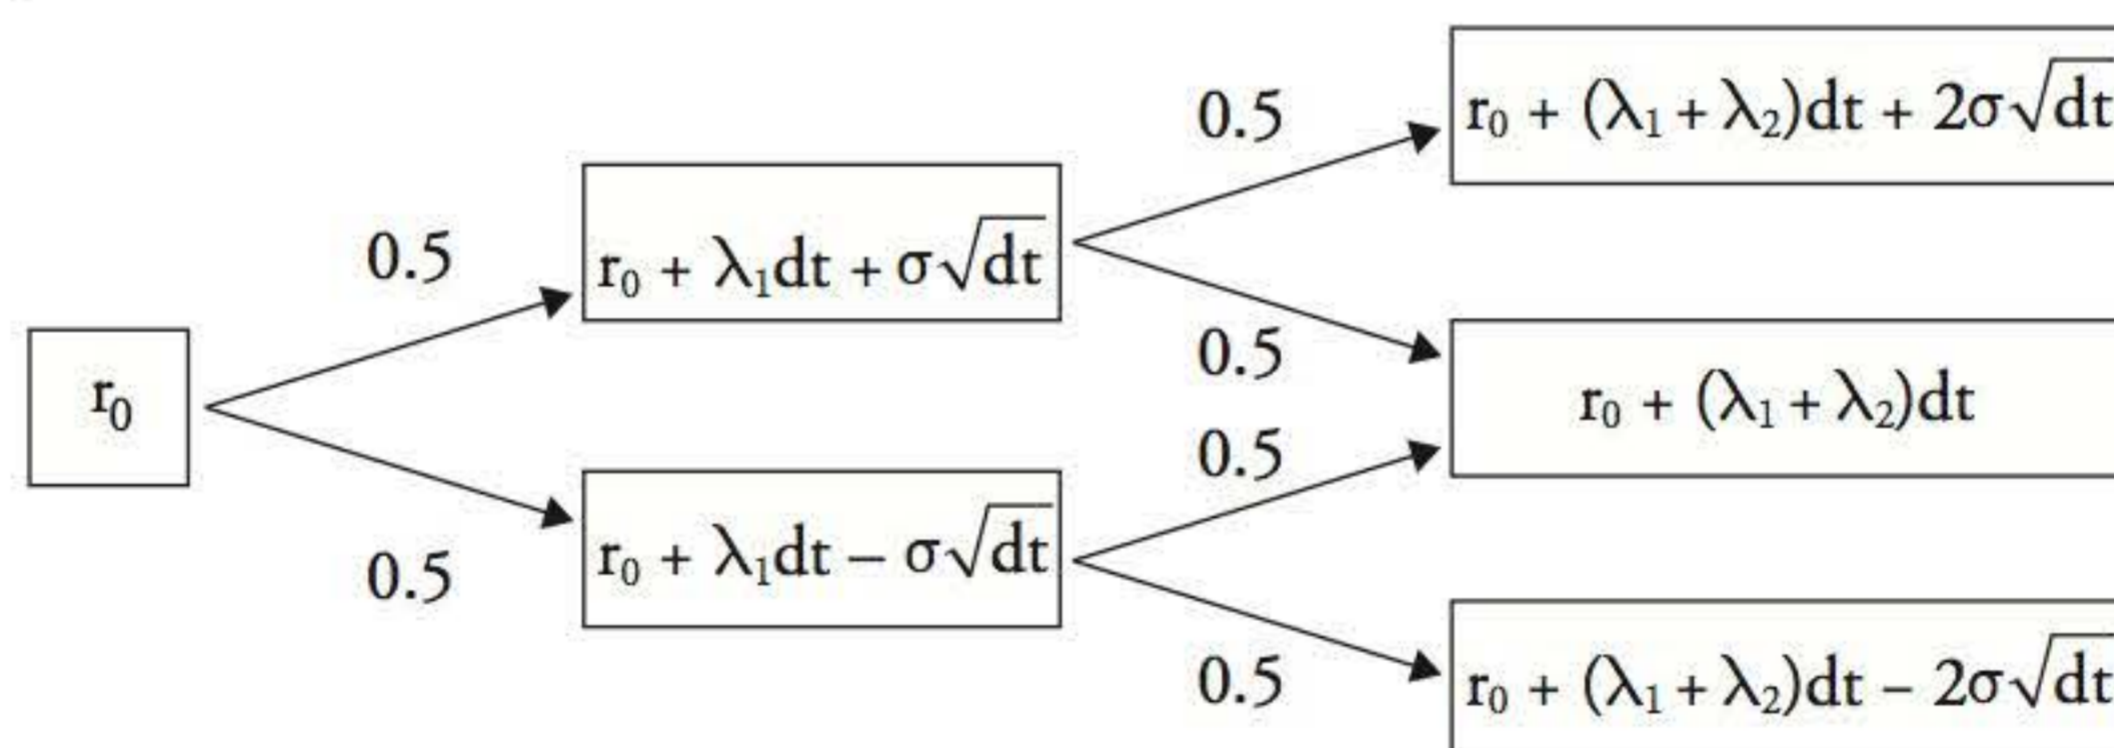 r₀ + (λ₁ + λ₂)dt + 2σ√dt
0.5
0.5
r₀ + λ₁dt + σ√dt
0.5
r₀
r₀ + (λ₁ + λ₂)dt
0.5
r₀ + λ₁dt – σ√dt
0.5
0.5
r₀ + (λ₁ + λ₂)dt – 2σ√dt